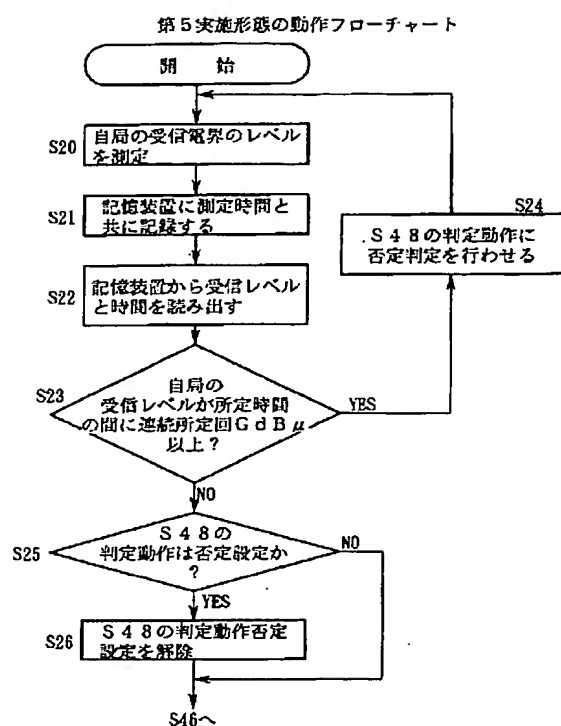 第5実施形態の動作フローチャート
開 始
S20
自局の受信電界のレベル
を測定
S21
記憶装置に測定時間と
共に記録する
S24
.S48の判定動作に
否定判定を行わせる
S22
記憶装置から受信レベル
と時間を読み出す
S23
自局の
受信レベルが所定時間
の間に連続所定回GdBμ
以上?
YES
NO
S25
S48の
判定動作は否定設定か
?
NO
YES
S26
S48の判定動作否定
設定を解除
S46へ